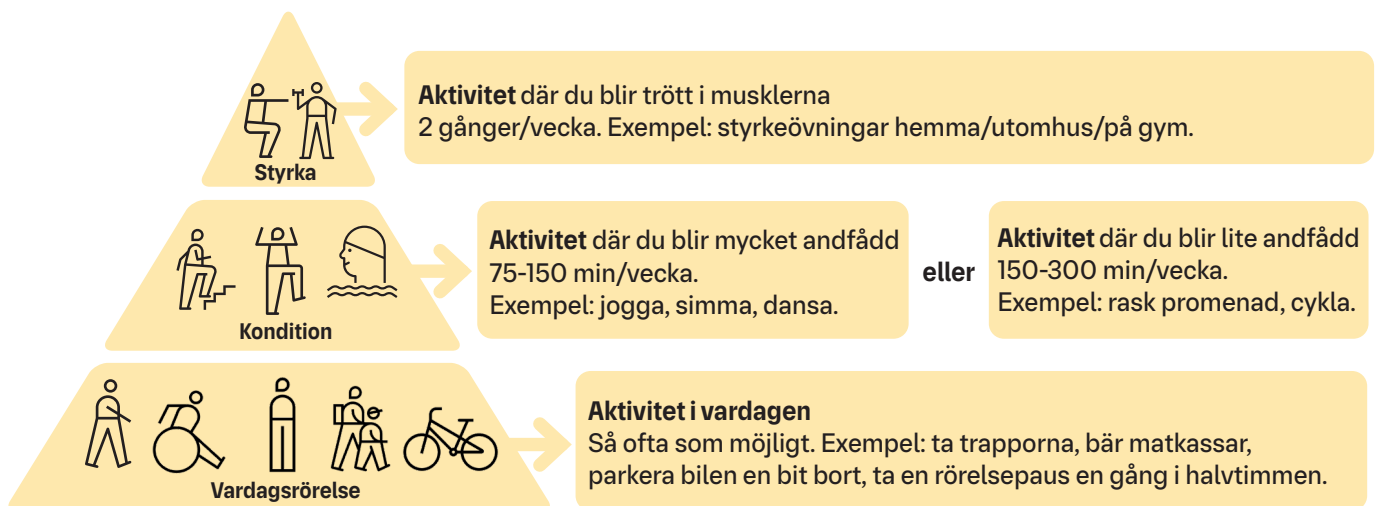 Styrka
Aktivitet där du blir trött i musklerna
2 gånger/vecka. Exempel: styrkeövningar hemma/utomhus/på gym.
Kondition
Aktivitet där du blir mycket andfådd
75-150 min/vecka.
Exempel: jogga, simma, dansa.
eller
Aktivitet där du blir lite andfådd
150-300 min/vecka.
Exempel: rask promenad, cykla.
Vardagsrörelse
Aktivitet i vardagen
Så ofta som möjligt. Exempel: ta trapporna, bär matkassar,
parkera bilen en bit bort, ta en rörelsepaus en gång i halvtimmen.